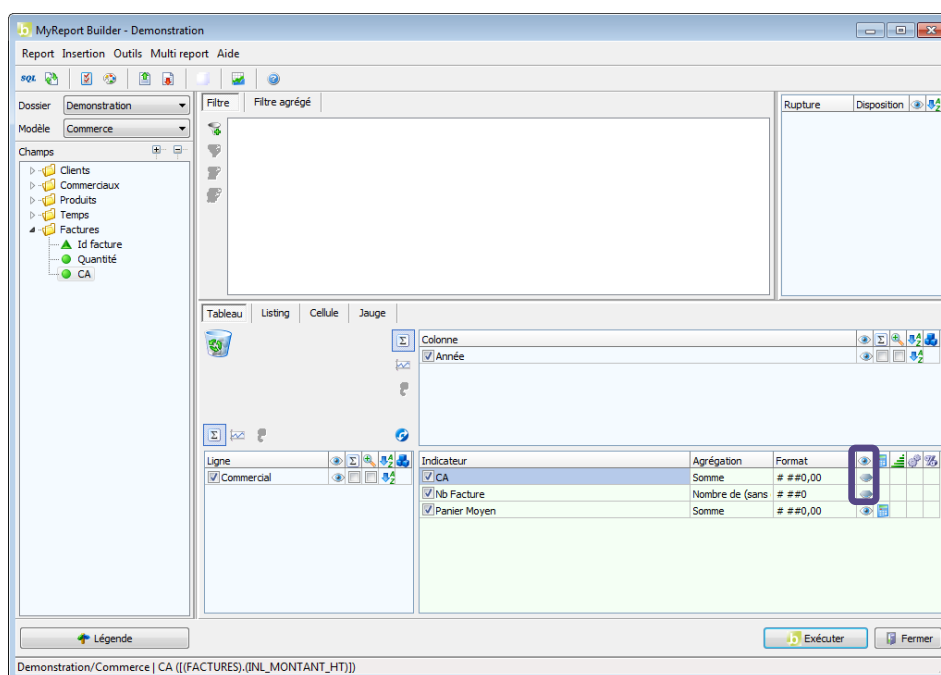 MyReport Builder - Demonstration
Report Insertion Outils Multi report Aide
SQL
Dossier Demonstration
Modèle Commerce
Champs
Clients
Commerciaux
Produits
Temps
Factures
Id facture
Quantité
CA
Filtre Filtre agrégé
Rupture Disposition
Tableau Listing Cellule Jauge
Colonne
Année
Ligne
Commercial
Indicateur Agrégation Format
CA Somme # ##0,00
Nb Facture Nombre de (sans # ##0
Panier Moyen Somme # ##0,00
Légende
Exécuter
Fermer
Demonstration/Commerce | CA ([(FACTURES).(INL_MONTANT_HT)])